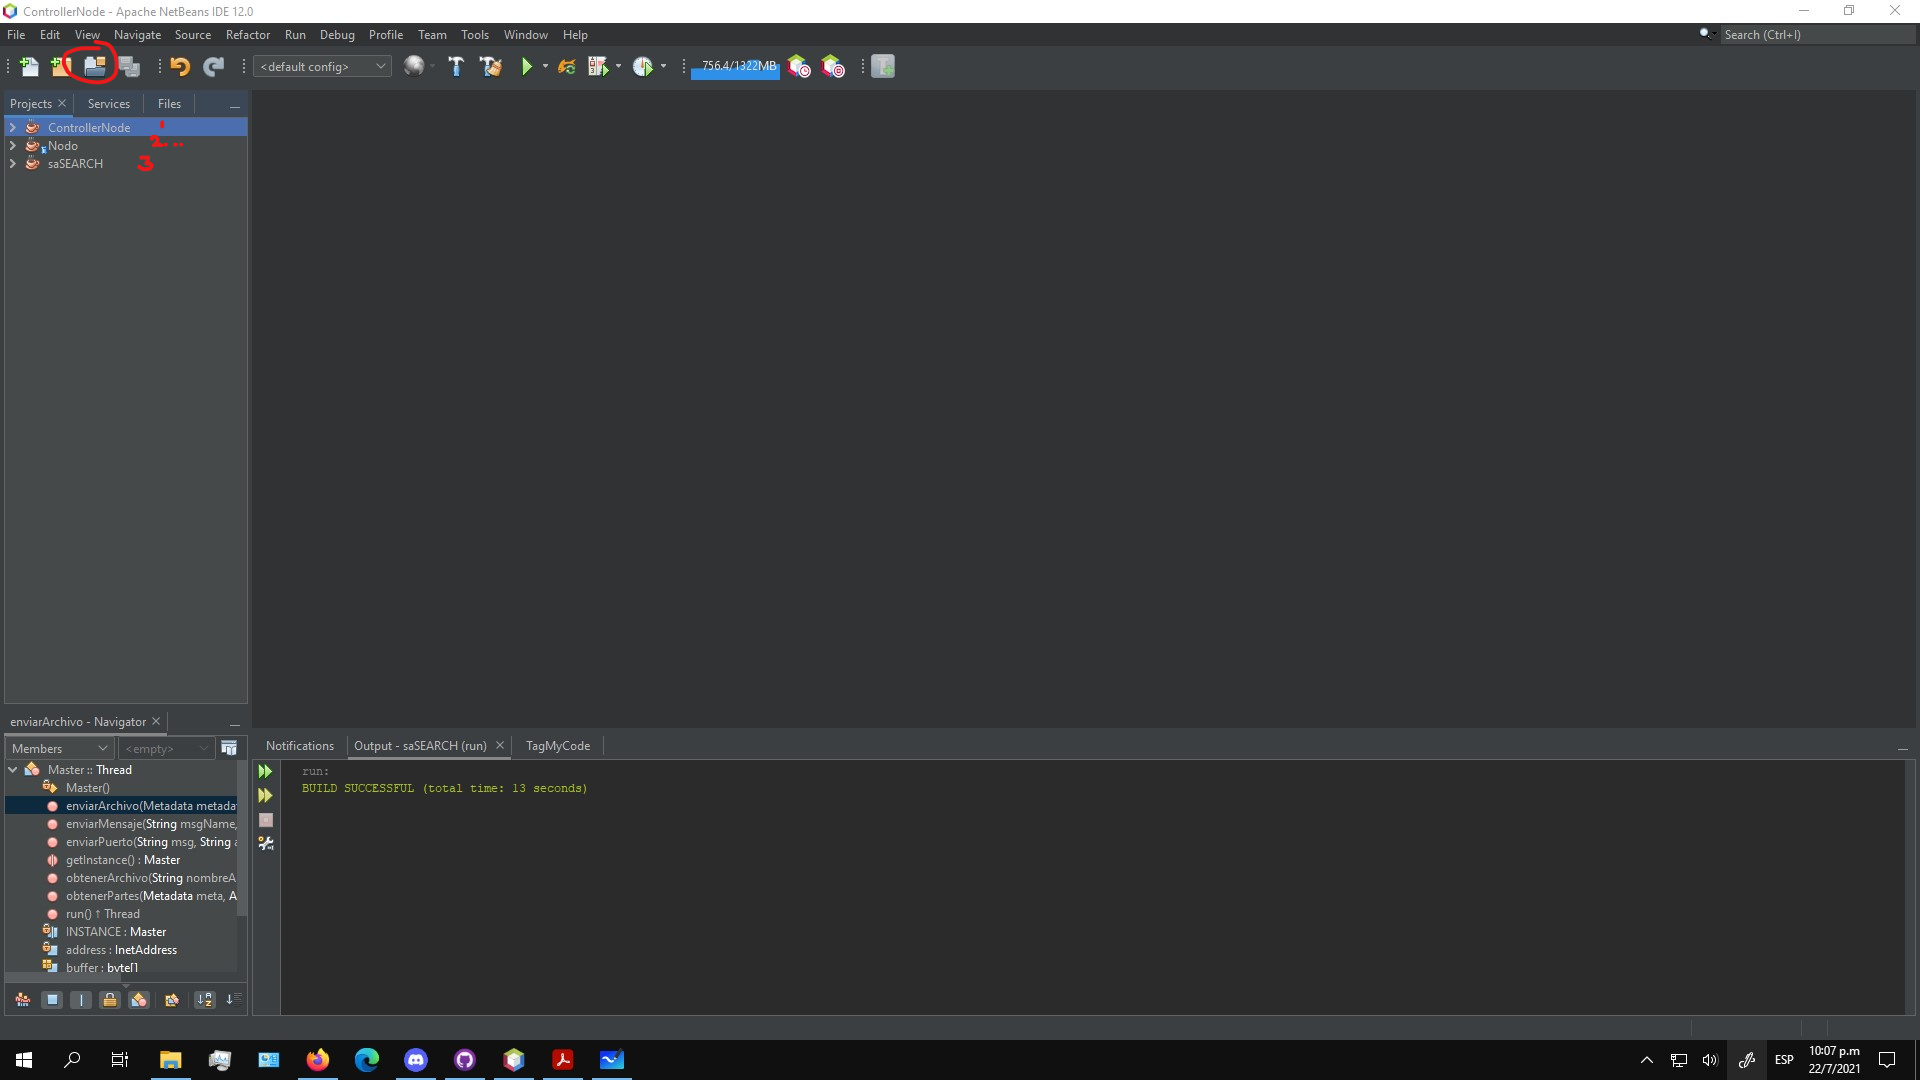 ControllerNode - Apache NetBeans IDE 12.0
File Edit View Navigate Source Refactor Run Debug Profile Team Tools Window Help
Search (Ctrl+I)
<default config>
756.4/1322MB
Projects Services Files
ControllerNode 1
Nodo 2...
saSEARCH 3
enviarArchivo - Navigator
Members <empty>
Master :: Thread
Master()
enviarArchivo(Metadata metada
enviarMensaje(String msgName,
enviarPuerto(String msg, String a
getInstance() : Master
obtenerArchivo(String nombreA
obtenerPartes(Metadata meta, A
run() ↑ Thread
INSTANCE : Master
address : InetAddress
buffer : byte[]
Notifications Output - saSEARCH (run) TagMyCode
run:
BUILD SUCCESSFUL (total time: 13 seconds)
ESP
10:07 p.m
22/7/2021